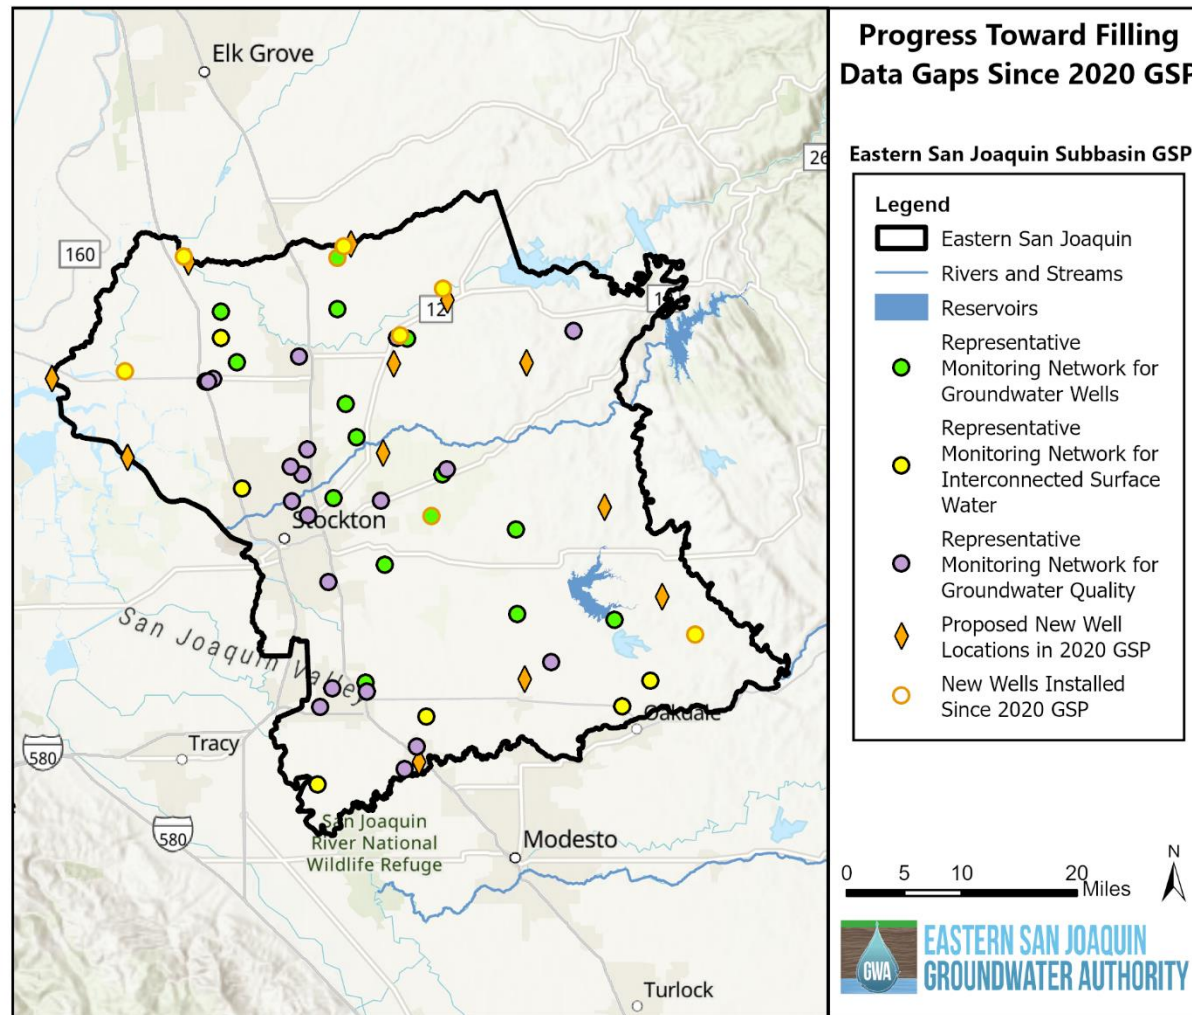 Elk Grove
26
160
12
1
Stockton
San Joaquin Valley
Oakdale
Tracy
580
580
San Joaquin
River National
Wildlife Refuge
Modesto
Turlock
Progress Toward Filling
Data Gaps Since 2020 GSP
Eastern San Joaquin Subbasin GSP
Legend
Eastern San Joaquin
Rivers and Streams
Reservoirs
Representative
Monitoring Network for
Groundwater Wells
Representative
Monitoring Network for
Interconnected Surface
Water
Representative
Monitoring Network for
Groundwater Quality
Proposed New Well
Locations in 2020 GSP
New Wells Installed
Since 2020 GSP
N
0 5 10 20
Miles
GWA
EASTERN SAN JOAQUIN
GROUNDWATER AUTHORITY